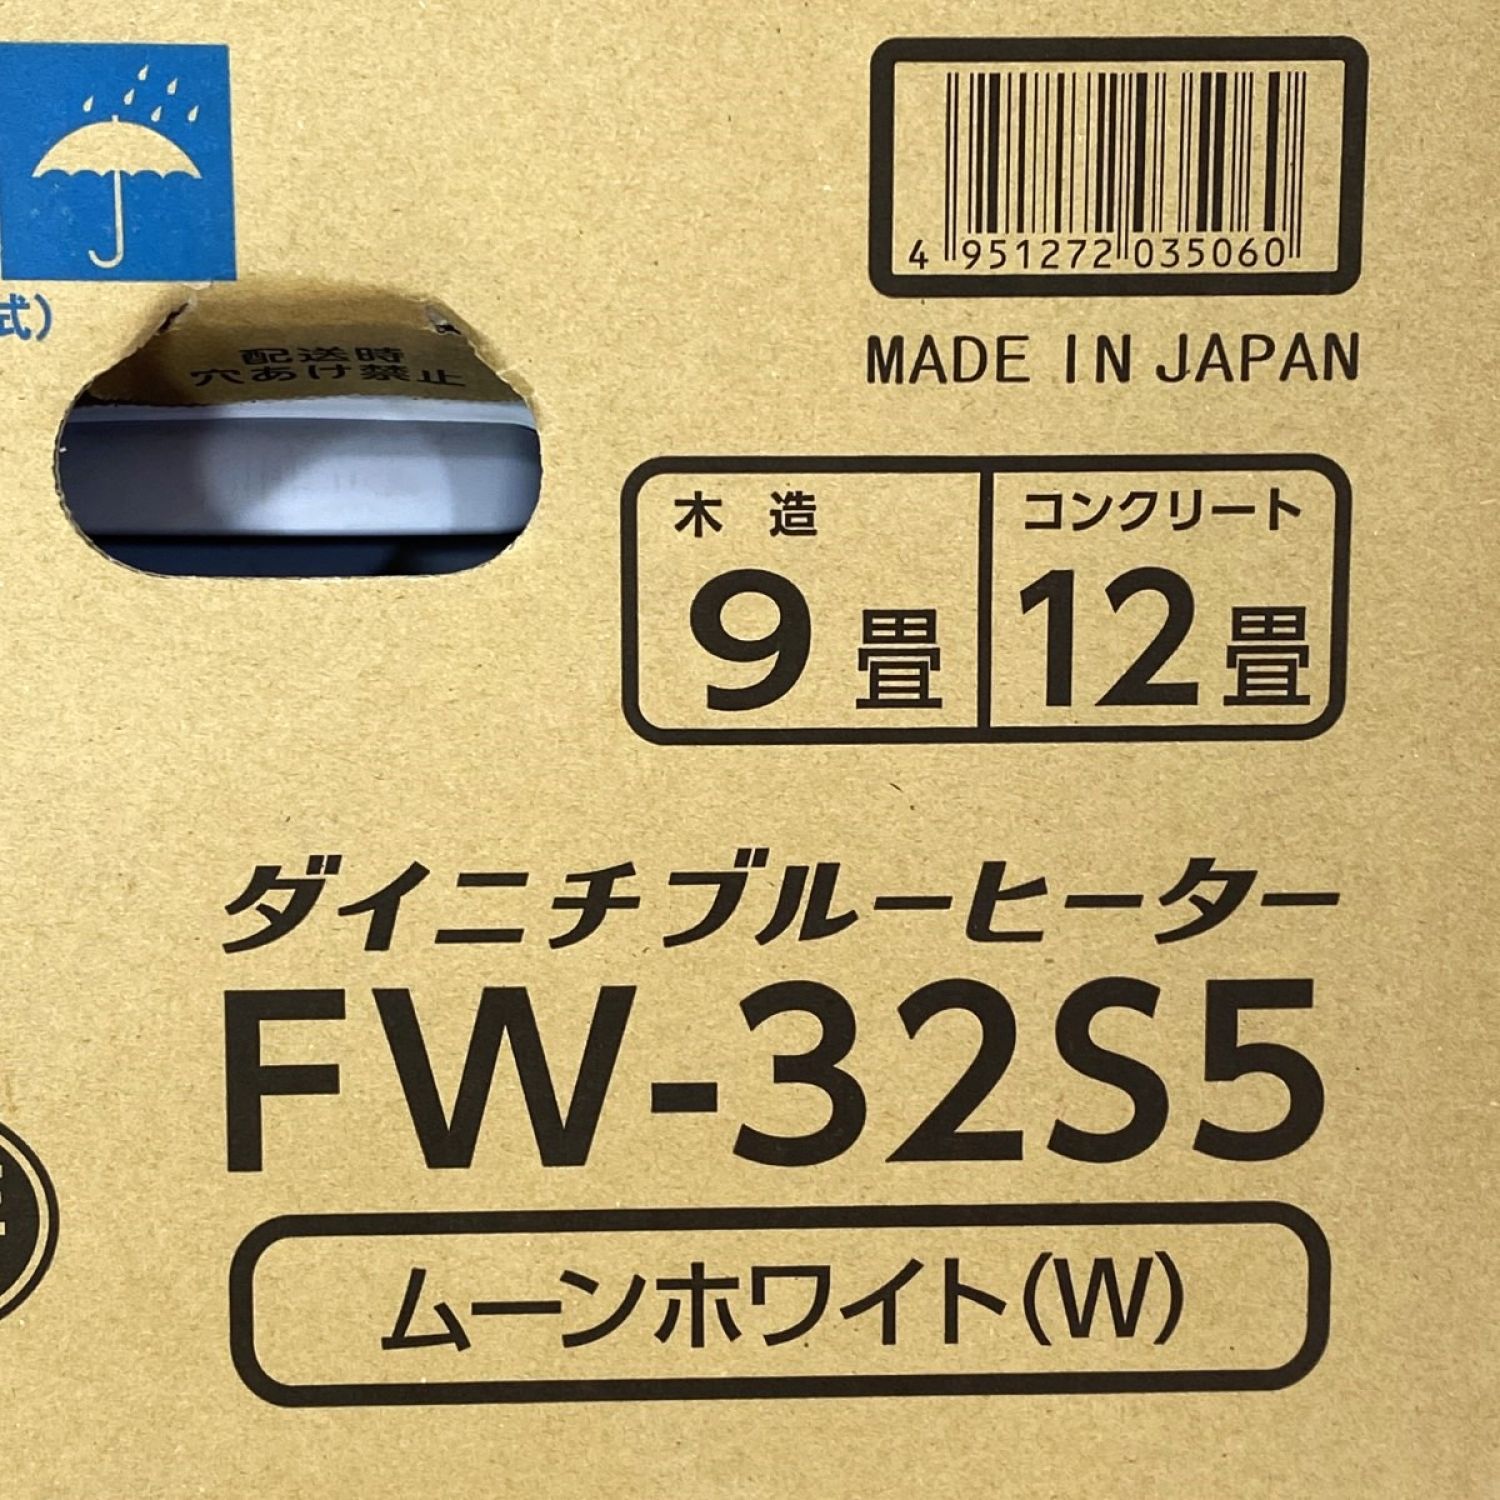 4 951272 035060
MADE IN JAPAN
式)
配送時
穴あけ禁止
木造 コンクリート
9畳 12畳
ダイニチブルーヒーター
FW-32S5
ムーンホワイト(W)